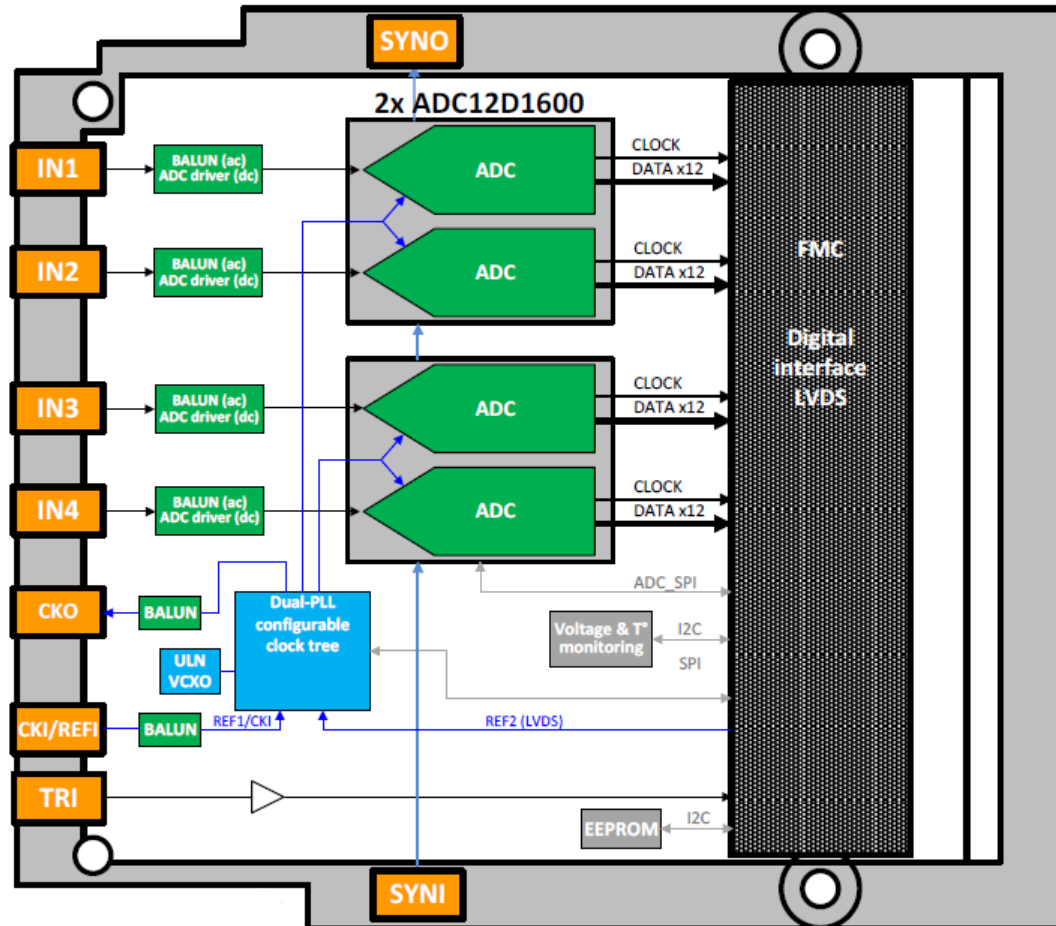 SYNO
2x ADC12D1600
IN1
BALUN (ac)
ADC driver (dc)
ADC
CLOCK
DATA x12
IN2
BALUN (ac)
ADC driver (dc)
ADC
CLOCK
DATA x12
FMC
Digital
interface
LVDS
IN3
BALUN (ac)
ADC driver (dc)
ADC
CLOCK
DATA x12
IN4
BALUN (ac)
ADC driver (dc)
ADC
CLOCK
DATA x12
ADC_SPI
CKO
BALUN
Dual-PLL
configurable
clock tree
Voltage & T°
monitoring
I2C
SPI
ULN
VCXO
CKI/REFI
BALUN
REF1/CKI
REF2 (LVDS)
TRI
EEPROM
I2C
SYNI